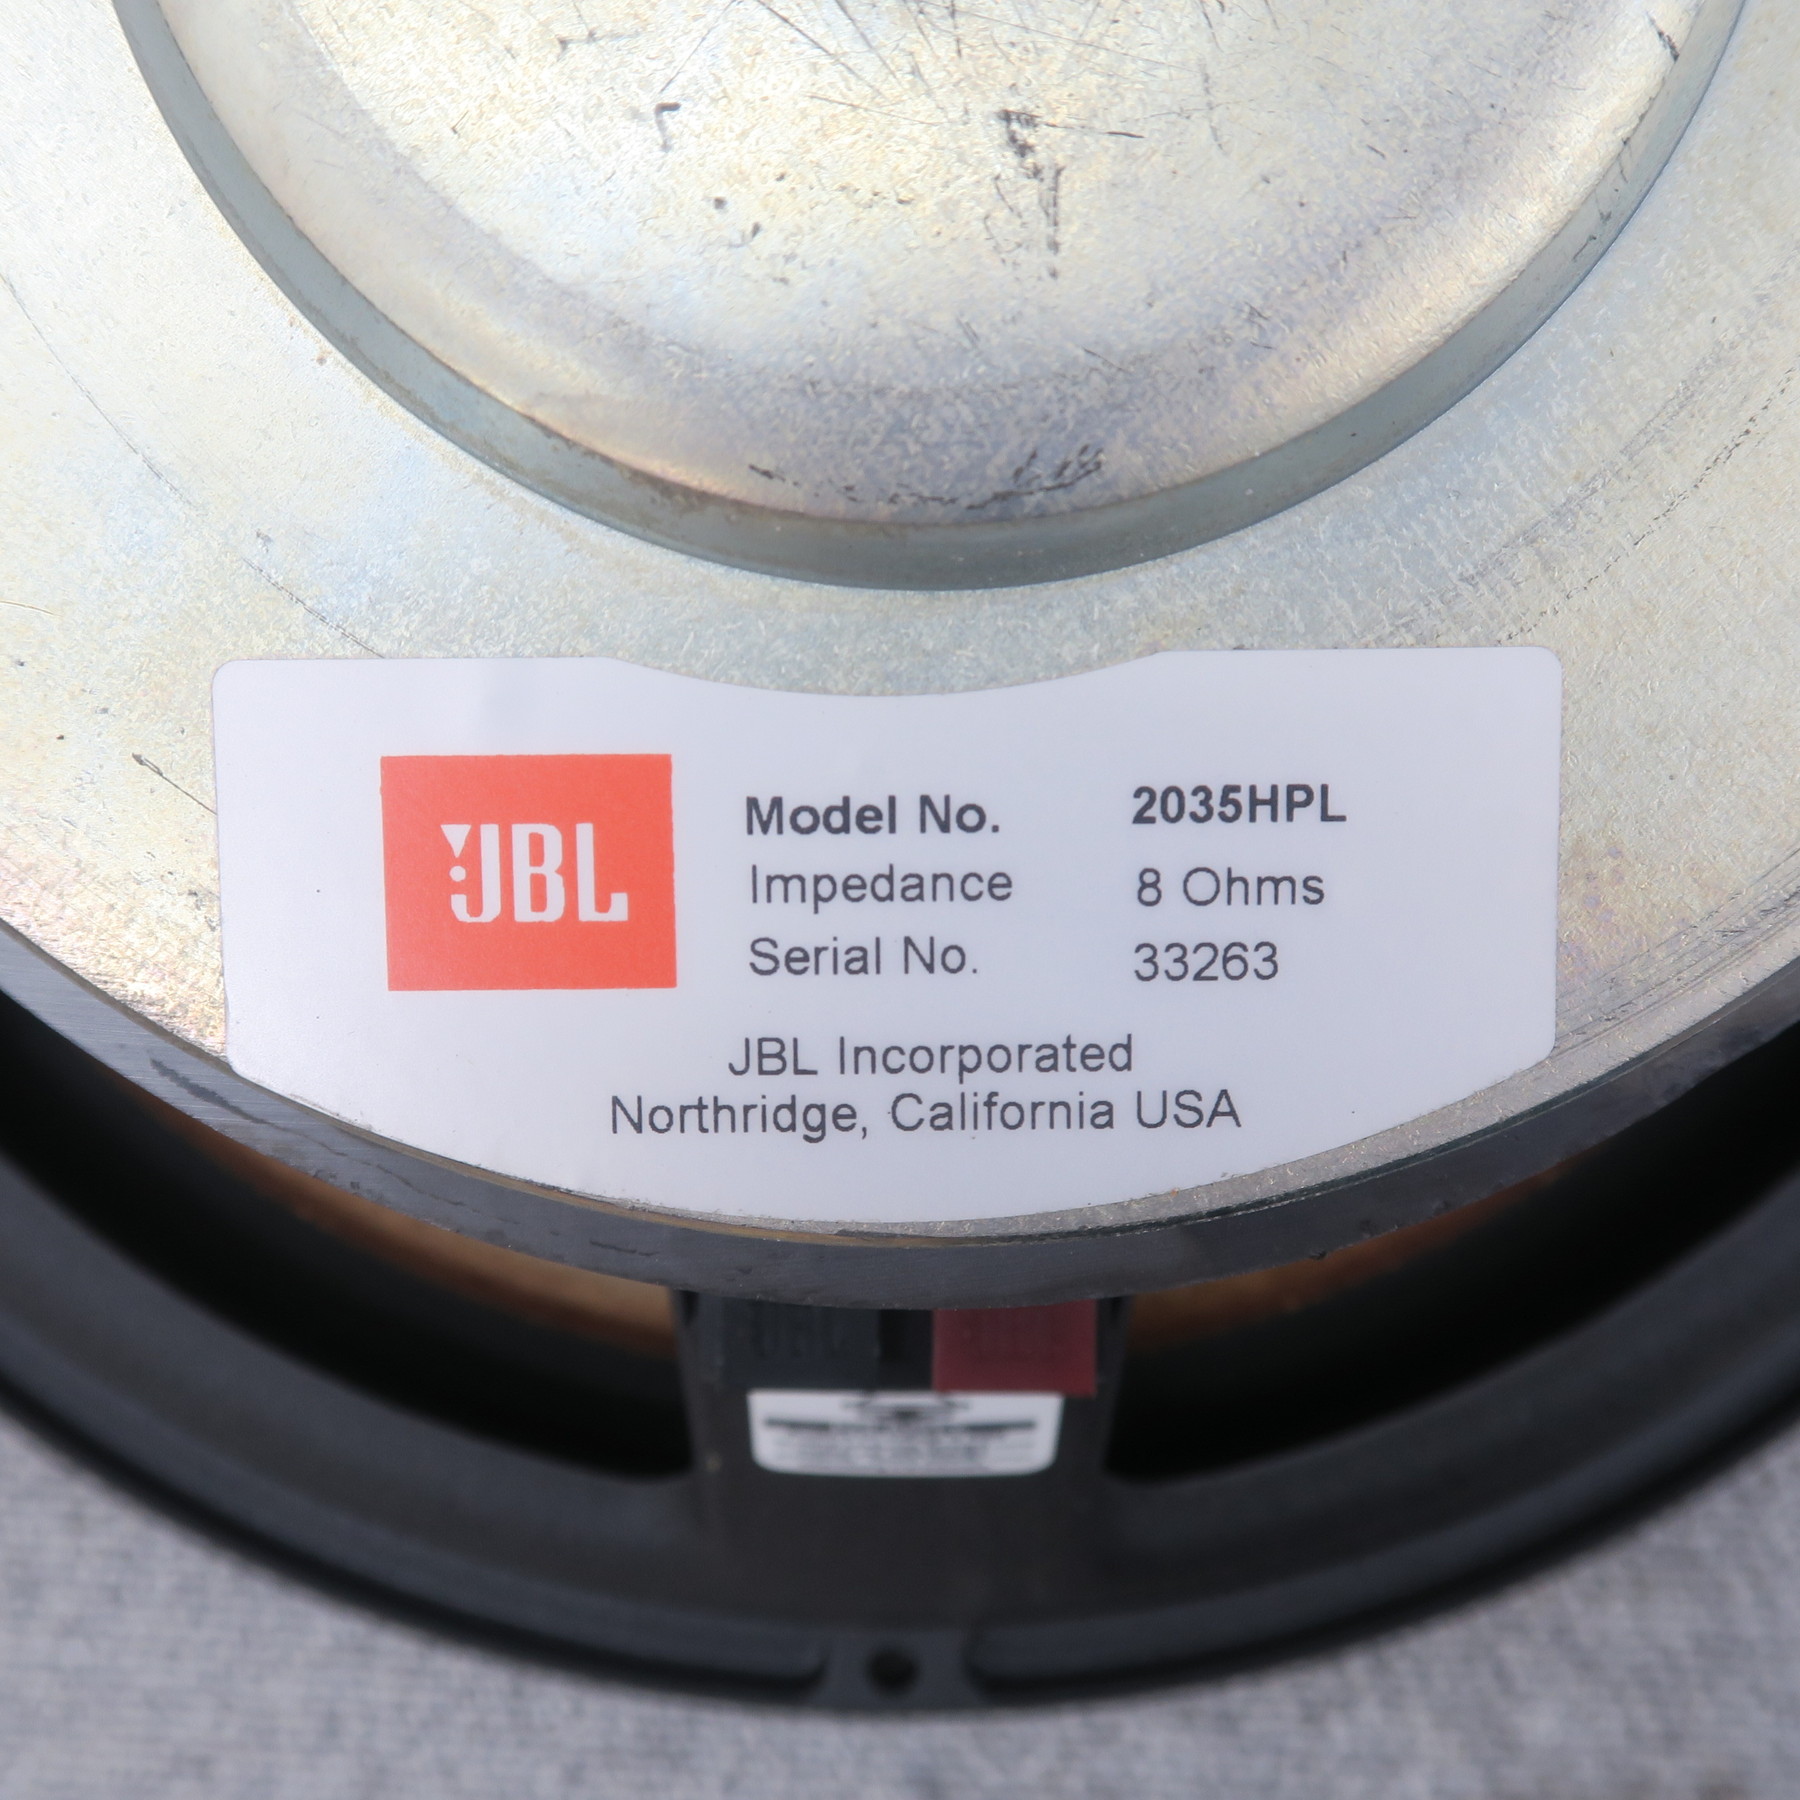 JBL
Model No. 2035HPL
Impedance 8 Ohms
Serial No. 33263
JBL Incorporated
Northridge, California USA